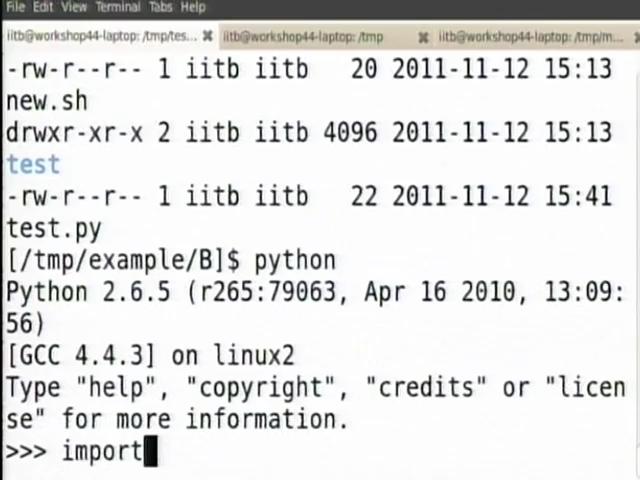 File Edit View Terminal Tabs Help
iitb@workshop44-laptop: /tmp/tes... iitb@workshop44-laptop: /tmp iitb@workshop44-laptop: /tmp/m...
-rw-r--r-- 1 iitb iitb 20 2011-11-12 15:13
new.sh
drwxr-xr-x 2 iitb iitb 4096 2011-11-12 15:13
test
-rw-r--r-- 1 iitb iitb 22 2011-11-12 15:41
test.py
[/tmp/example/B]$ python
Python 2.6.5 (r265:79063, Apr 16 2010, 13:09:
56)
[GCC 4.4.3] on linux2
Type "help", "copyright", "credits" or "licen
se" for more information.
>>> import